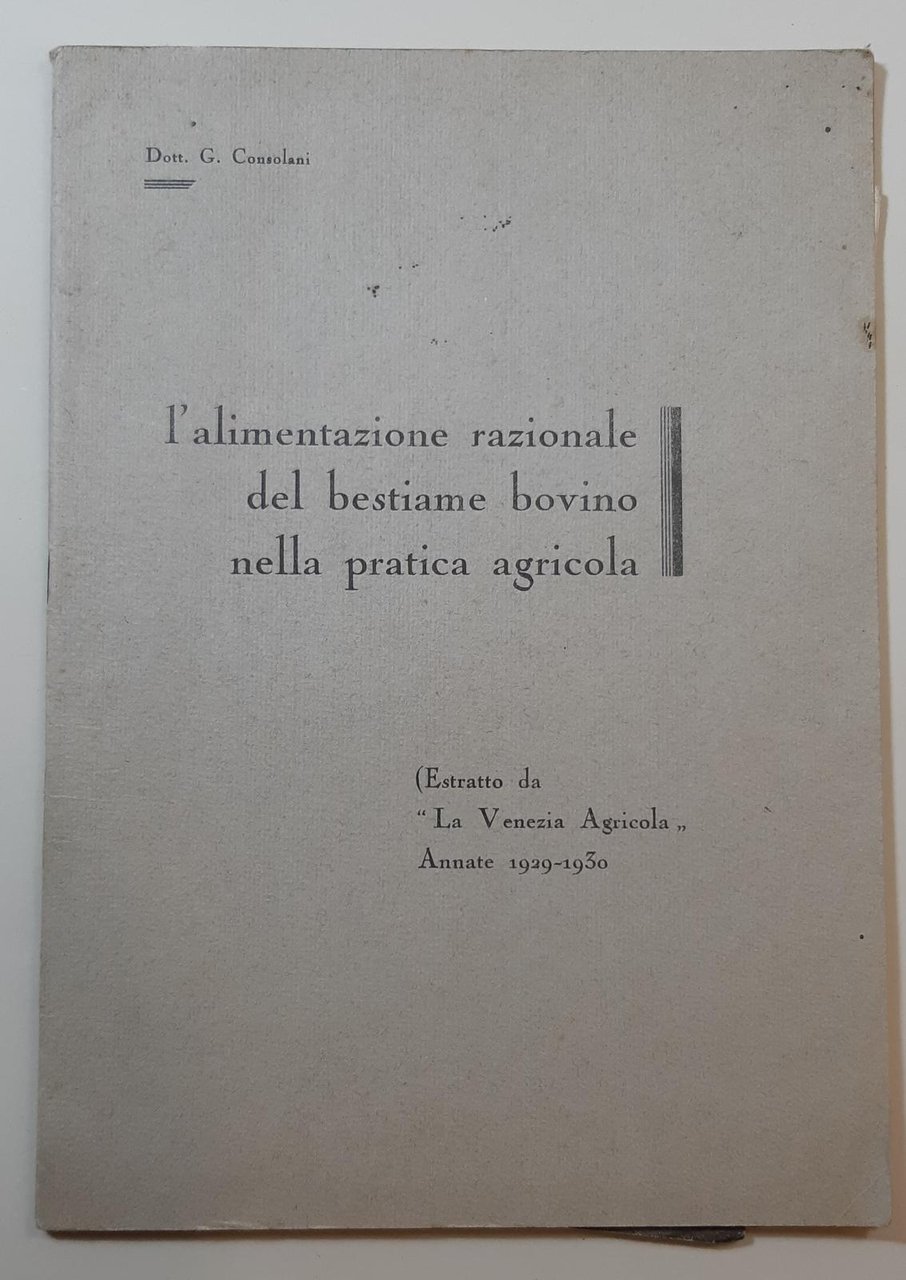 Dott. G. Consolani
l'alimentazione razionale
del bestiame bovino
nella pratica agricola
(Estratto da
“La Venezia Agricola„
Annate 1929-1930